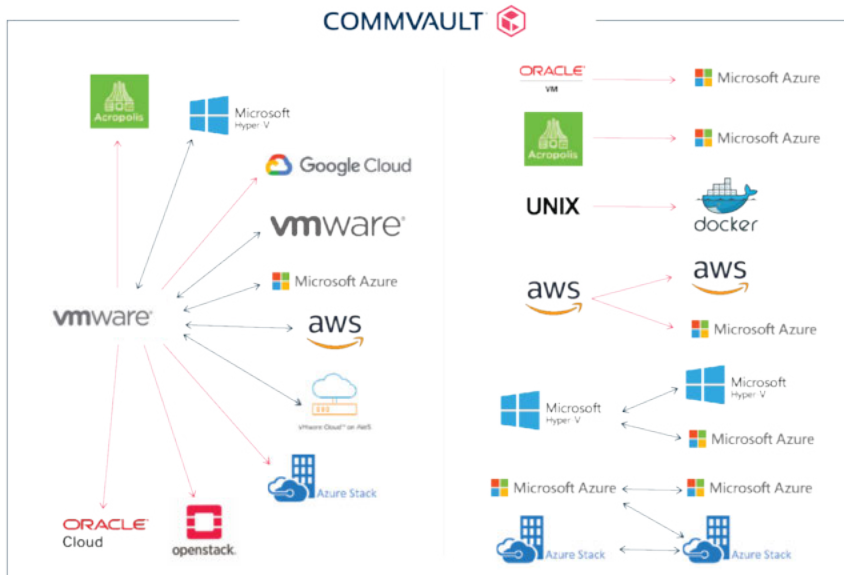 COMMVAULT
Acropolis
Microsoft
Hyper-V
Google Cloud
vmware
Microsoft Azure
vmware
aws
VMware Cloud™ on AWS
Azure Stack
ORACLE
Cloud
openstack.
ORACLE
VM
Microsoft Azure
Acropolis
Microsoft Azure
UNIX
docker
aws
aws
Microsoft Azure
Microsoft
Hyper-V
Microsoft
Hyper-V
Microsoft Azure
Microsoft Azure
Microsoft Azure
Azure Stack
Azure Stack